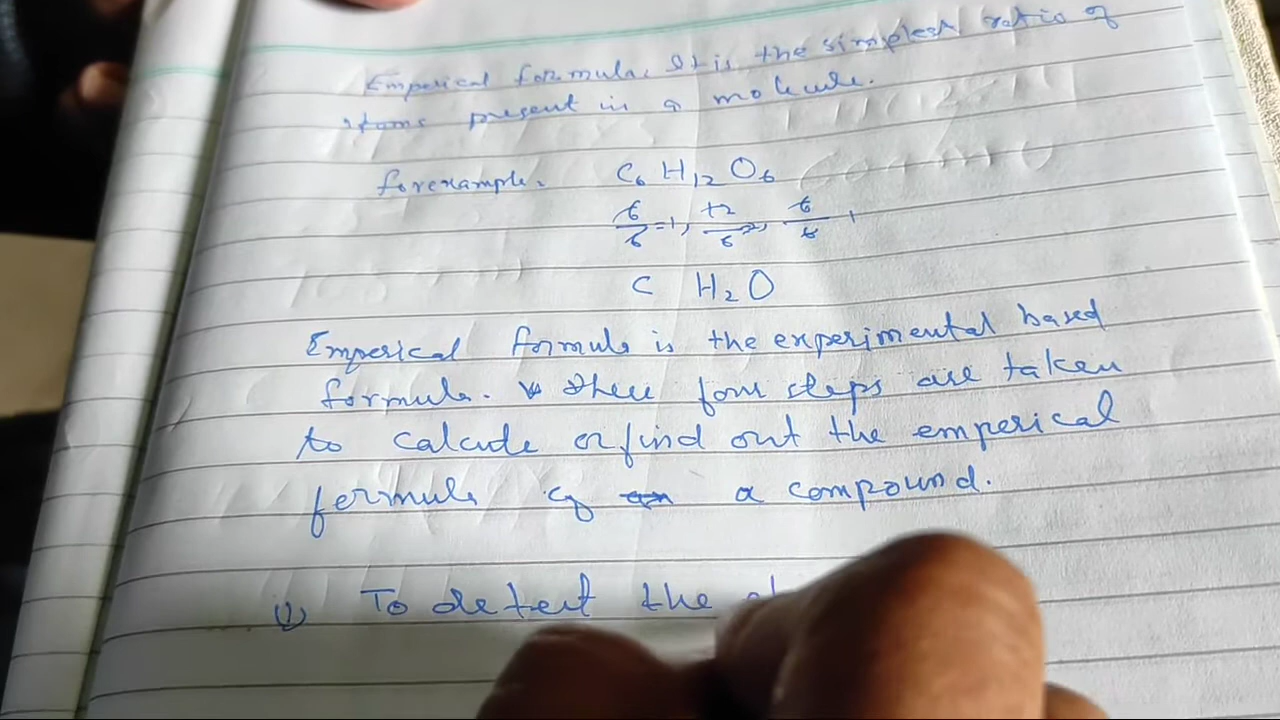 Emperical formula. It is the simplest ratio of
atoms present in a molecule.
for example. C6 H12 O6
6/6 = 1, 12/6 = 2, 6/6 1
C H2 O
Emperical formula is the experimental based
formula. There four steps are taken
to calcute or find out the emperical
formula of a compound.
(1) To detect the